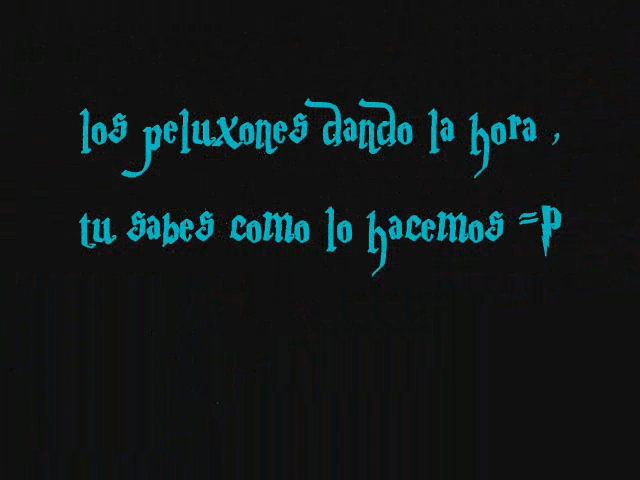 los peluxones dando la hora ,
tu sabes como lo hacemos =p